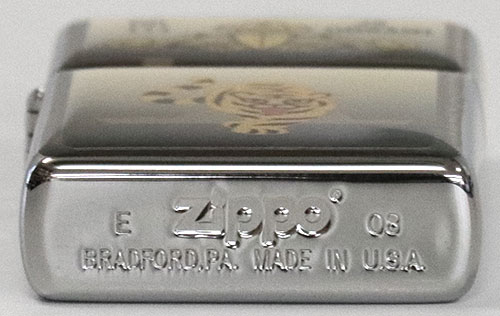 E Zippo® 08
BRADFORD,PA. MADE IN U.S.A.